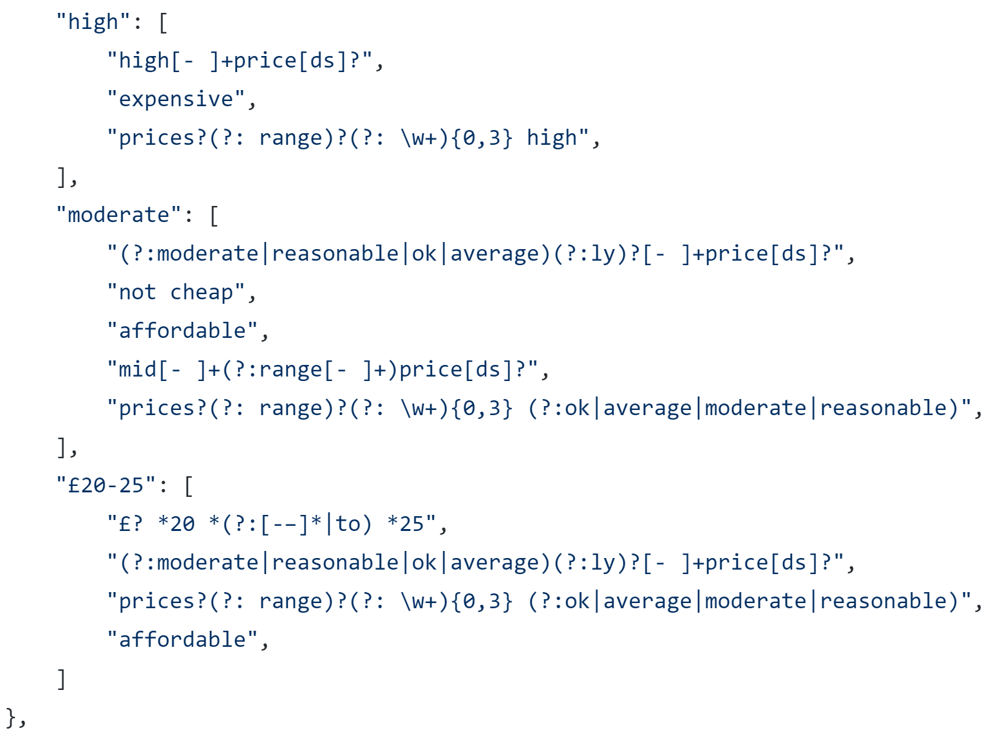 "high": [
"high[- ]+price[ds]?",
"expensive",
"prices?(?: range)?(?: \w+){0,3} high",
],
"moderate": [
"(?:moderate|reasonable|ok|average)(?:ly)?[- ]+price[ds]?",
"not cheap",
"affordable",
"mid[- ]+(?:range[- ]+)price[ds]?",
"prices?(?: range)?(?: \w+){0,3} (?:ok|average|moderate|reasonable)",
],
"£20-25": [
"£? *20 *(?:[-–]*|to) *25",
"(?:moderate|reasonable|ok|average)(?:ly)?[- ]+price[ds]?",
"prices?(?: range)?(?: \w+){0,3} (?:ok|average|moderate|reasonable)",
"affordable",
]
},